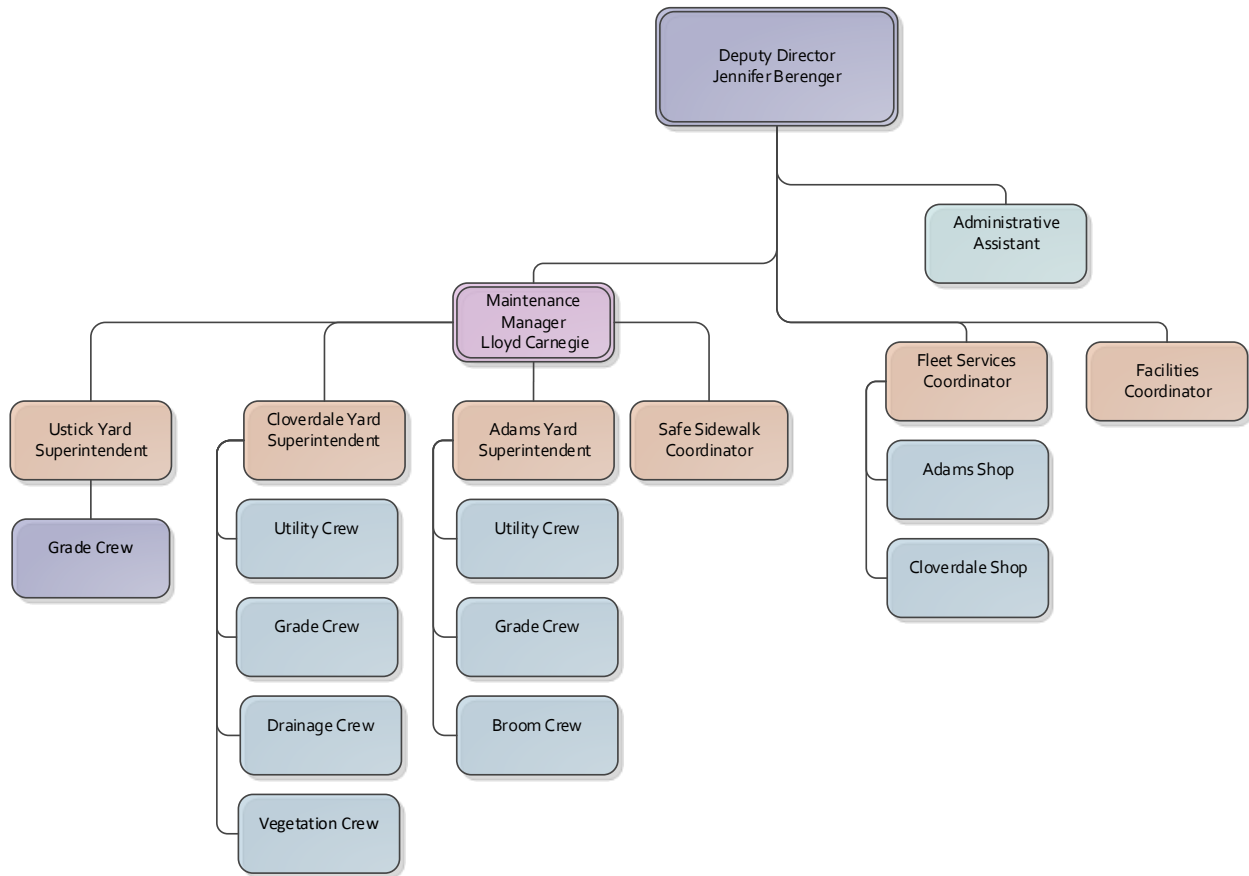 Deputy Director
Jennifer Berenger
Administrative
Assistant
Maintenance
Manager
Lloyd Carnegie
Fleet Services
Coordinator
Facilities
Coordinator
Ustick Yard
Superintendent
Cloverdale Yard
Superintendent
Adams Yard
Superintendent
Safe Sidewalk
Coordinator
Adams Shop
Grade Crew
Utility Crew
Utility Crew
Cloverdale Shop
Grade Crew
Grade Crew
Drainage Crew
Broom Crew
Vegetation Crew